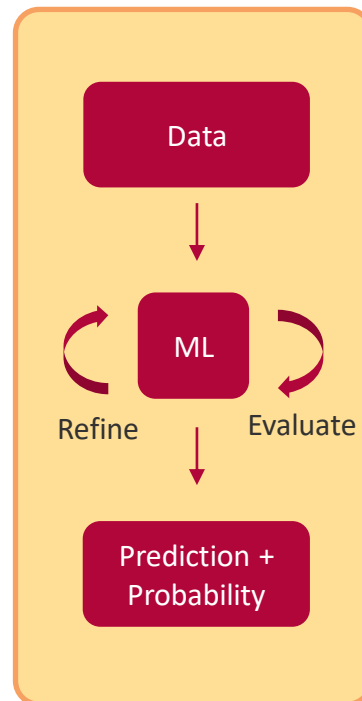 Data
ML
Refine
Evaluate
Prediction +
Probability